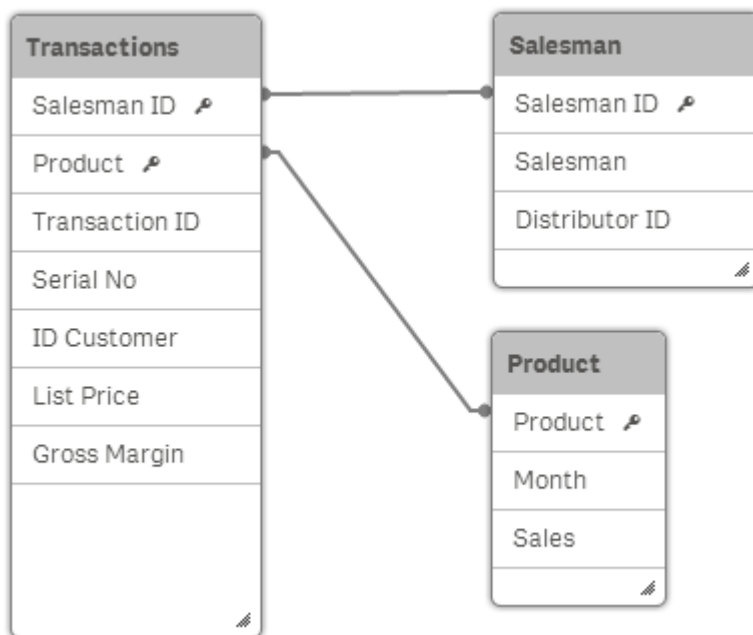 Transactions
Salesman ID
Product
Transaction ID
Serial No
ID Customer
List Price
Gross Margin
Salesman
Salesman ID
Salesman
Distributor ID
Product
Product
Month
Sales